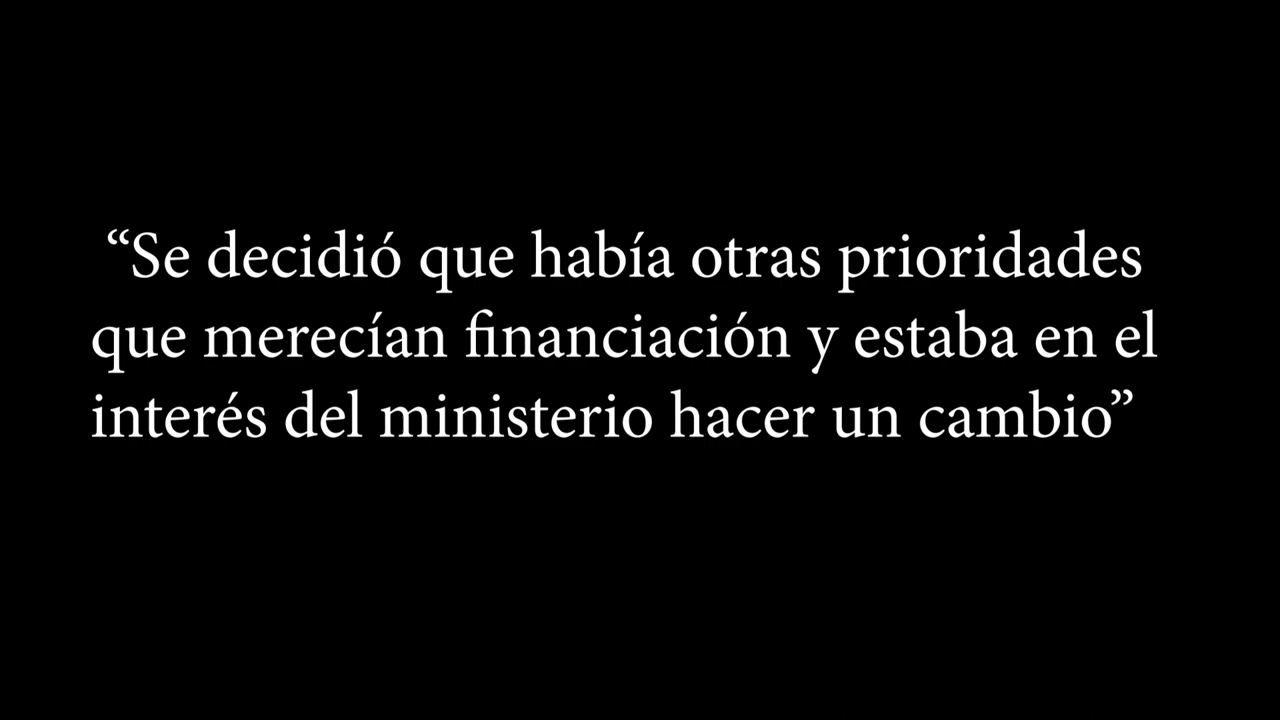 “Se decidió que había otras prioridades
que merecían financiación y estaba en el
interés del ministerio hacer un cambio”